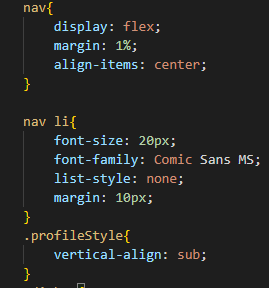 nav{
display: flex;
margin: 1%;
align-items: center;
}
nav li{
font-size: 20px;
font-family: Comic Sans MS;
list-style: none;
margin: 10px;
}
.profileStyle{
vertical-align: sub;
}